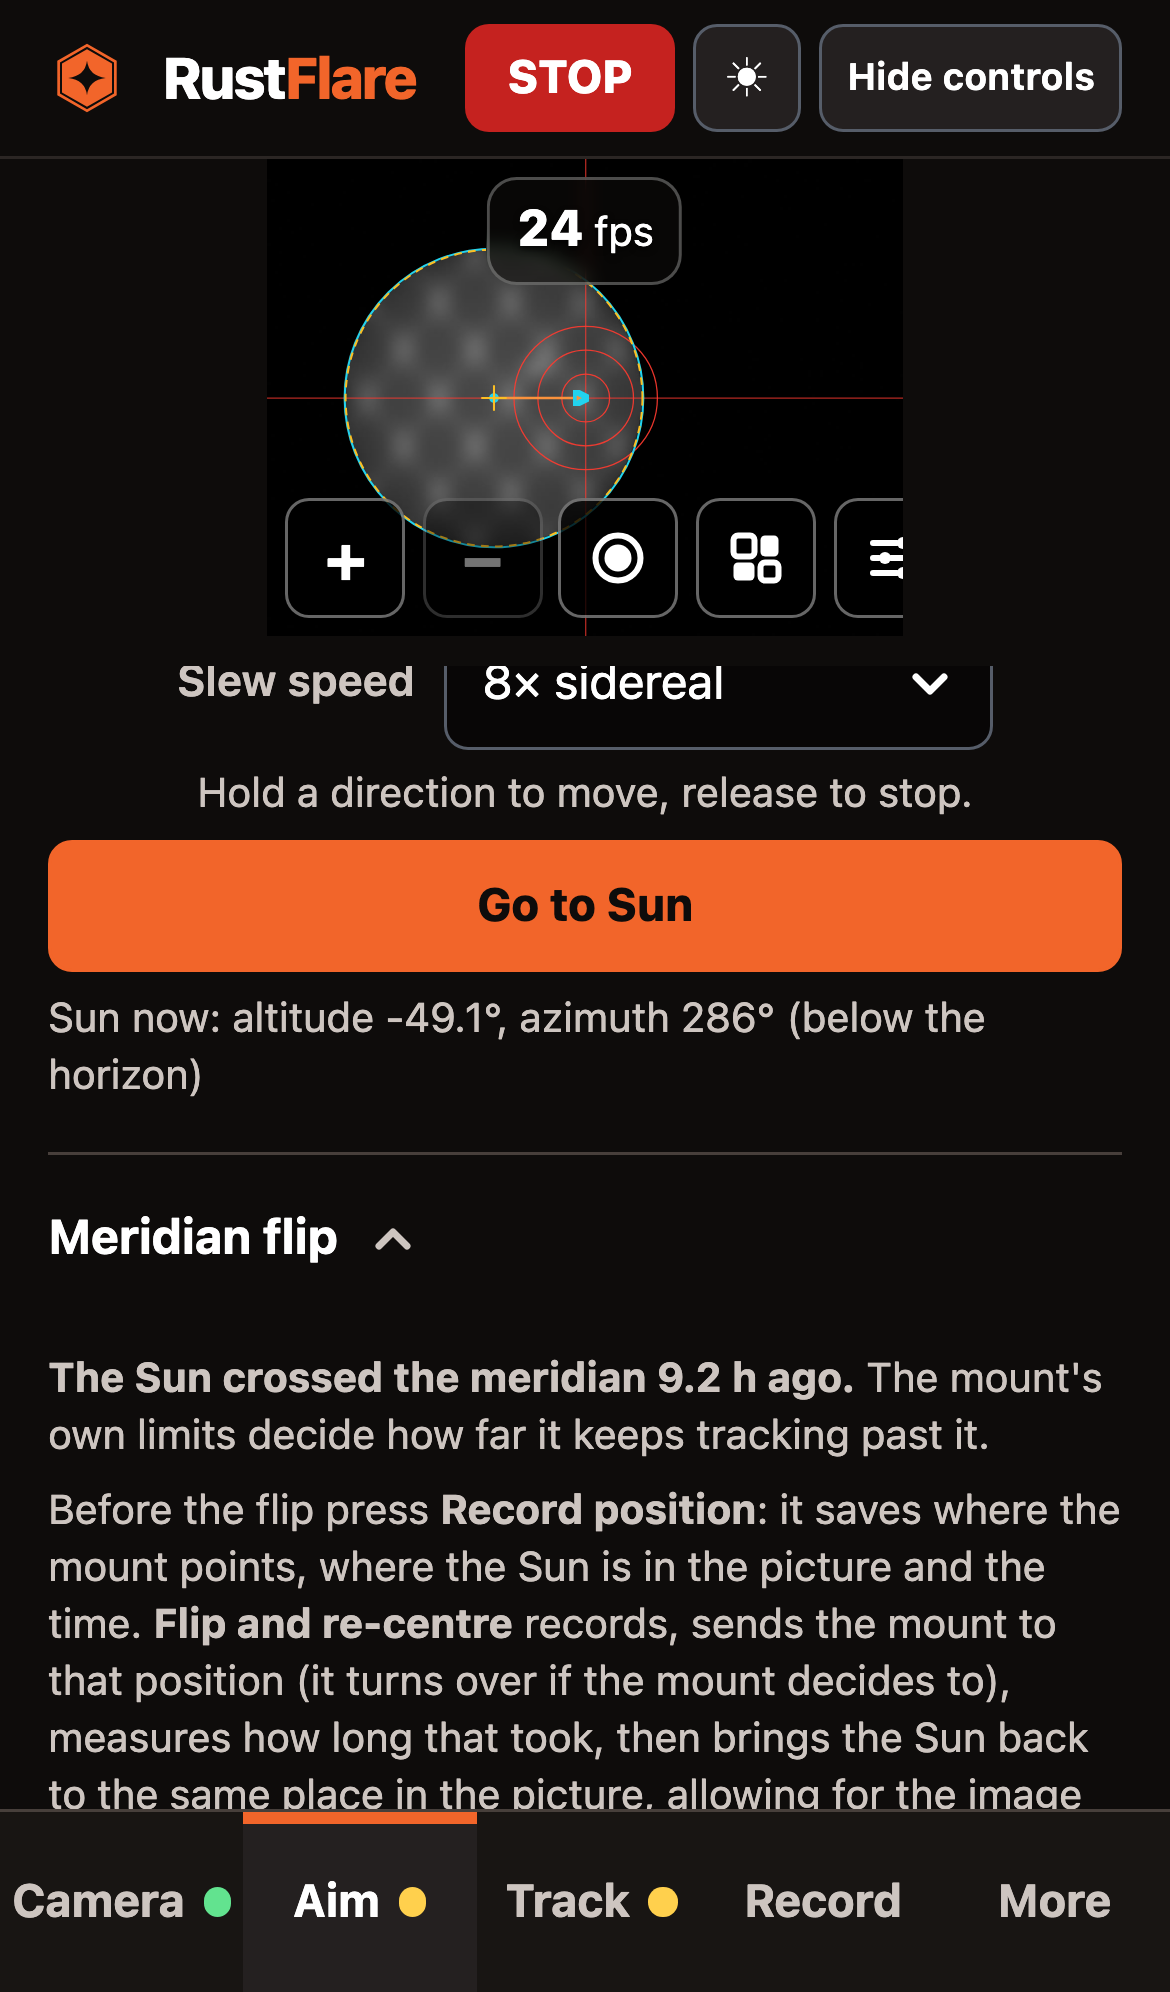 RustFlare
STOP
Hide controls
24 fps
Slew speed
8× sidereal
Hold a direction to move, release to stop.
Go to Sun
Sun now: altitude -49.1°, azimuth 286° (below the
horizon)
Meridian flip
The Sun crossed the meridian 9.2 h ago. The mount's
own limits decide how far it keeps tracking past it.
Before the flip press Record position: it saves where the
mount points, where the Sun is in the picture and the
time. Flip and re-centre records, sends the mount to
that position (it turns over if the mount decides to),
measures how long that took, then brings the Sun back
to the same place in the picture, allowing for the image
Camera
Aim
Track
Record
More